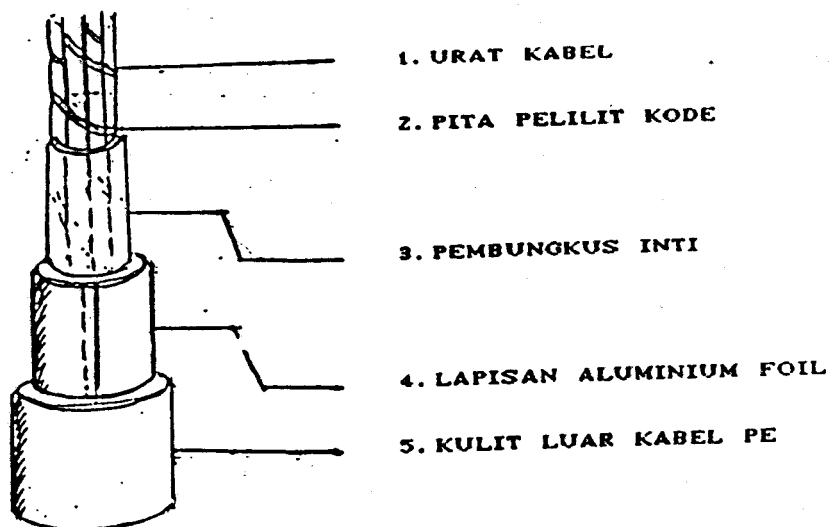 1. URAT KABEL
2. PITA PELILIT KODE
3. PEMBUNGKUS INTI
4. LAPISAN ALUMINIUM FOIL
5. KULIT LUAR KABEL PE